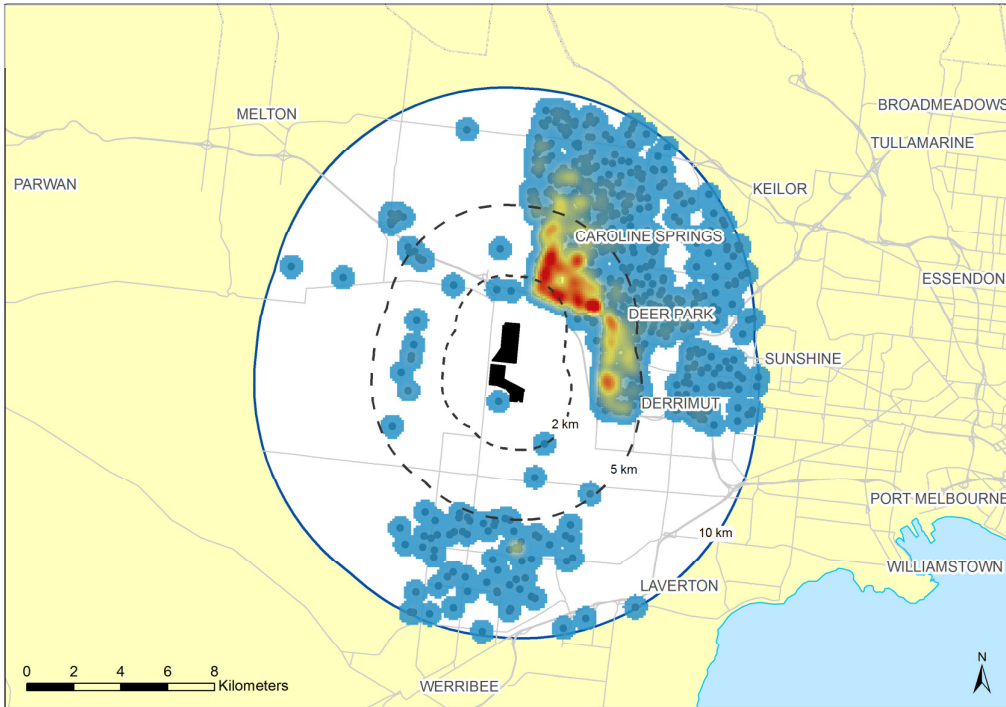 BROADMEADOWS
MELTON
TULLAMARINE
PARWAN
KEILOR
CAROLINE SPRINGS
ESSENDON
DEER PARK
SUNSHINE
DERRIMUT
2 km
5 km
PORT MELBOURNE
10 km
WILLIAMSTOWN
LAVERTON
N
0 2 4 6 8
Kilometers
WERRIBEE